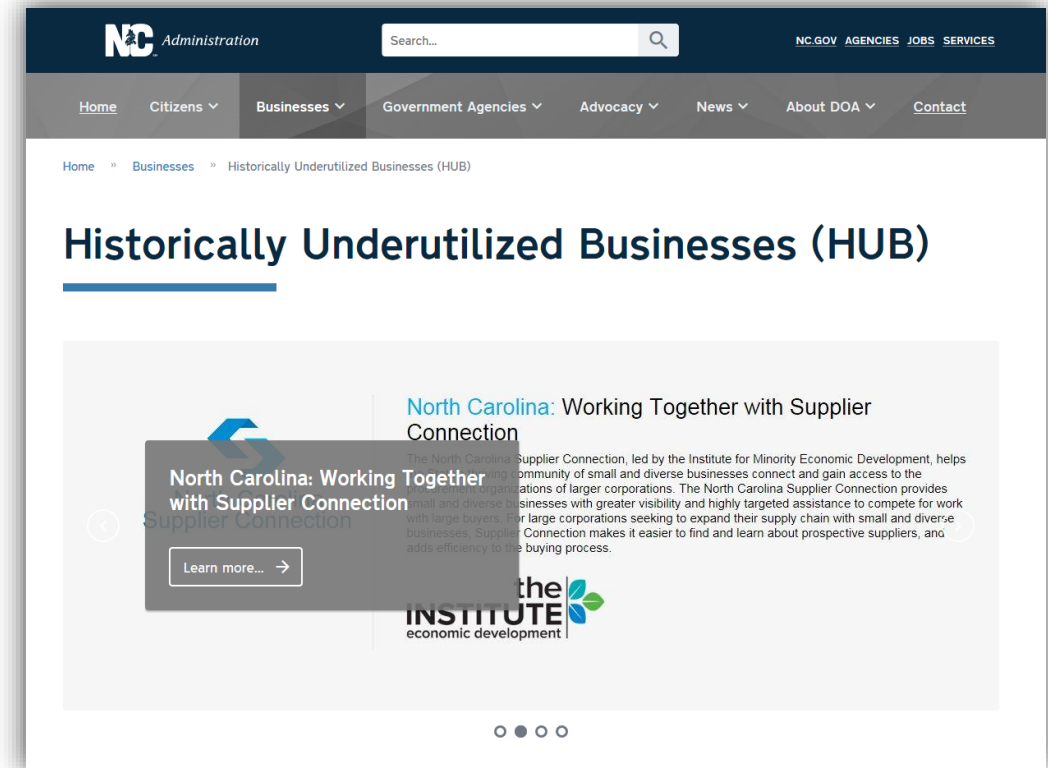 NC Administration
Search...
NC.GOV AGENCIES JOBS SERVICES
Home Citizens Businesses Government Agencies Advocacy News About DOA Contact
Home » Businesses » Historically Underutilized Businesses (HUB)
Historically Underutilized Businesses (HUB)
North Carolina: Working Together with Supplier
Connection
The North Carolina Supplier Connection, led by the Institute for Minority Economic Development, helps
community of small and diverse businesses connect and gain access to the
procurement organizations of larger corporations. The North Carolina Supplier Connection provides
small and diverse businesses with greater visibility and highly targeted assistance to compete for work
with large buyers. For large corporations seeking to expand their supply chain with small and diverse
businesses, Supplier Connection makes it easier to find and learn about prospective suppliers, and
adds efficiency to the buying process.
North Carolina: Working Together
with Supplier Connection
North Carolina
Supplier Connection
Learn more...
the
INSTITUTE
economic development